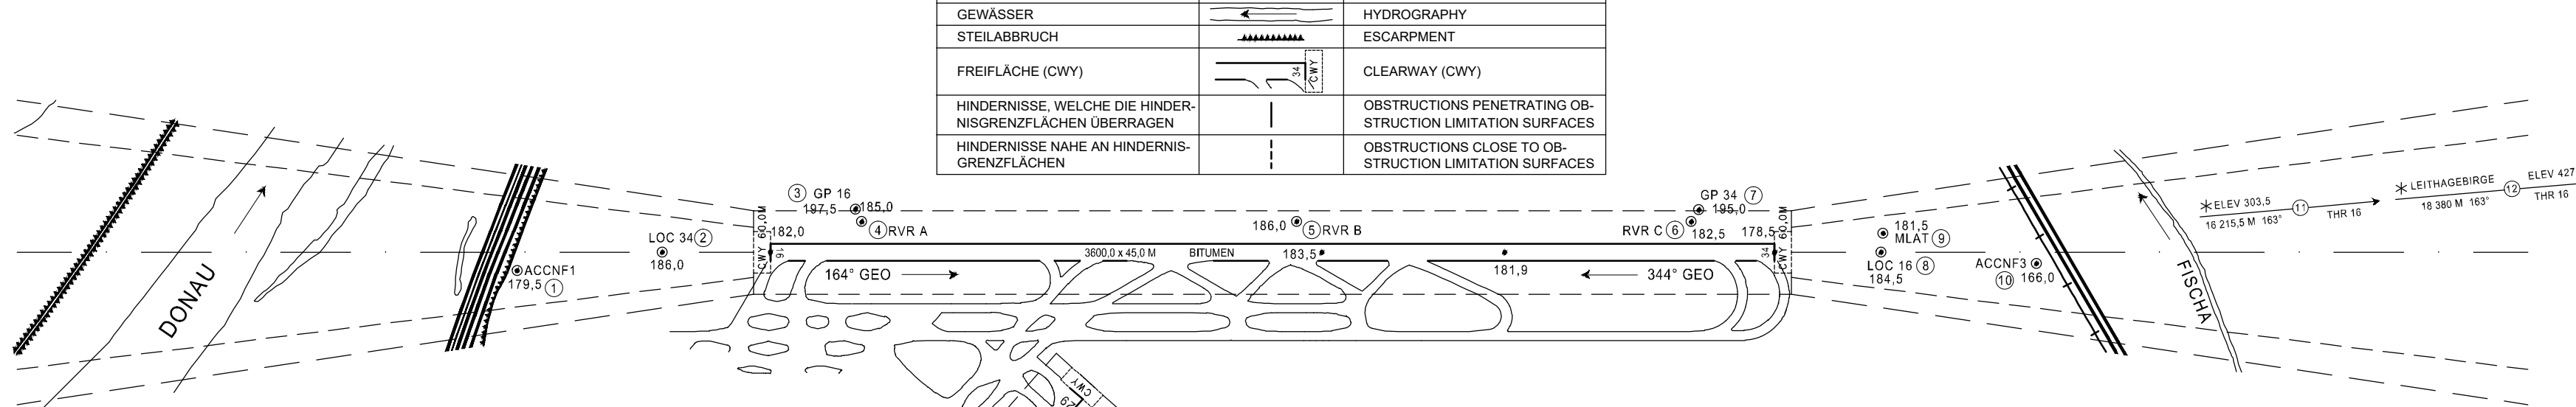 GEWÄSSER
HYDROGRAPHY
STEILABBRUCH
ESCARPMENT
FREIFLÄCHE (CWY)
34
CWY
CLEARWAY (CWY)
HINDERNISSE, WELCHE DIE HINDER-
NISGRENZFLÄCHEN ÜBERRAGEN
OBSTRUCTIONS PENETRATING OB-
STRUCTION LIMITATION SURFACES
HINDERNISSE NAHE AN HINDERNIS-
GRENZFLÄCHEN
OBSTRUCTIONS CLOSE TO OB-
STRUCTION LIMITATION SURFACES
DONAU
ACCNF1
179,5 1
LOC 34 2
186,0
3 GP 16
197,5
185,0
4 RVR A
182,0
CWY 60,0M
16
164° GEO
3600,0 x 45,0 M
BITUMEN
186,0 5 RVR B
183,5
181,9
344° GEO
GP 34 7
195,0
RVR C 6
182,5
178,5
CWY 60,0M
34
181,5
MLAT 9
LOC 16 8
184,5
ACCNF3
10 166,0
FISCHA
ELEV 303,5
16 215,5 M 163°
11
THR 16
LEITHAGEBIRGE
18 380 M 163°
12
ELEV 427
THR 16
CWY
29